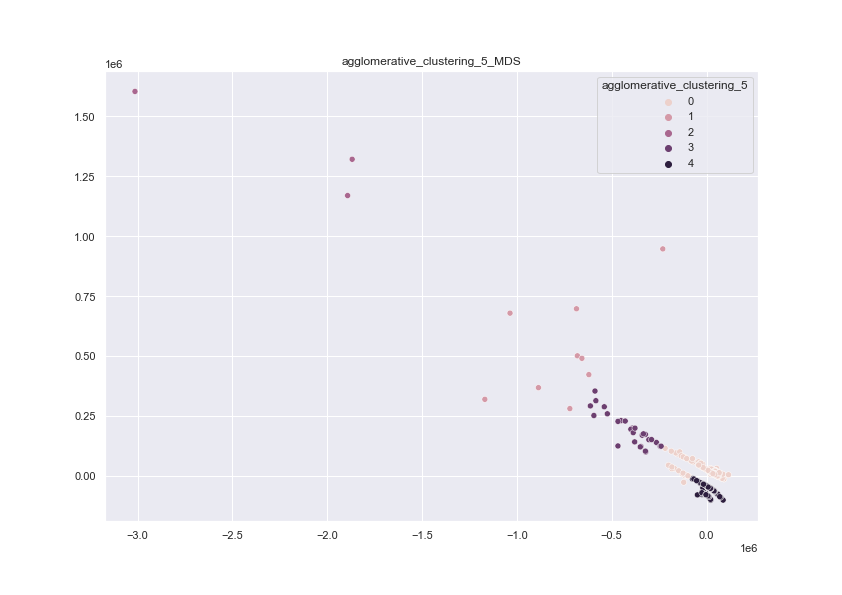 agglomerative_clustering_5_MDS
1e6
agglomerative_clustering_5
0
1
2
3
4
1.50
1.25
1.00
0.75
0.50
0.25
0.00
−3.0 −2.5 −2.0 −1.5 −1.0 −0.5 0.0
1e6